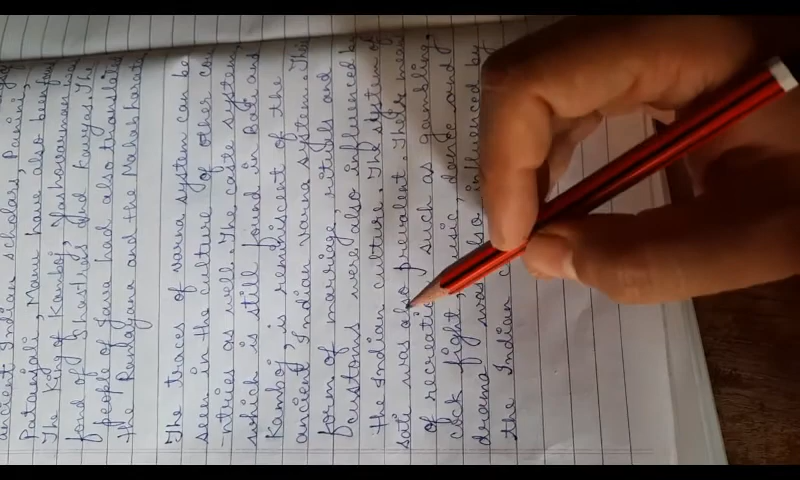 ancient Indian scholars, Panini,
Patanjali, Manu have also been
The King of Kamboj, Yashovarman
fond of Shastras and Kavyas. The
people of Java had also translated
the Ramayana and the Mahabharata
The traces of varna system can be
seen in the culture of other cou
-ntries as well. The caste system,
which is still found in Bali and
Kamboj, is reminiscent of the
ancient Indian varna system. The
form of marriage, rituals and
customs were also influenced by
the Indian culture. The system of
sati was also prevalent. The mean
of recreation such as gambling.
cock fight, music, dance and
drama was also influenced by
the Indian